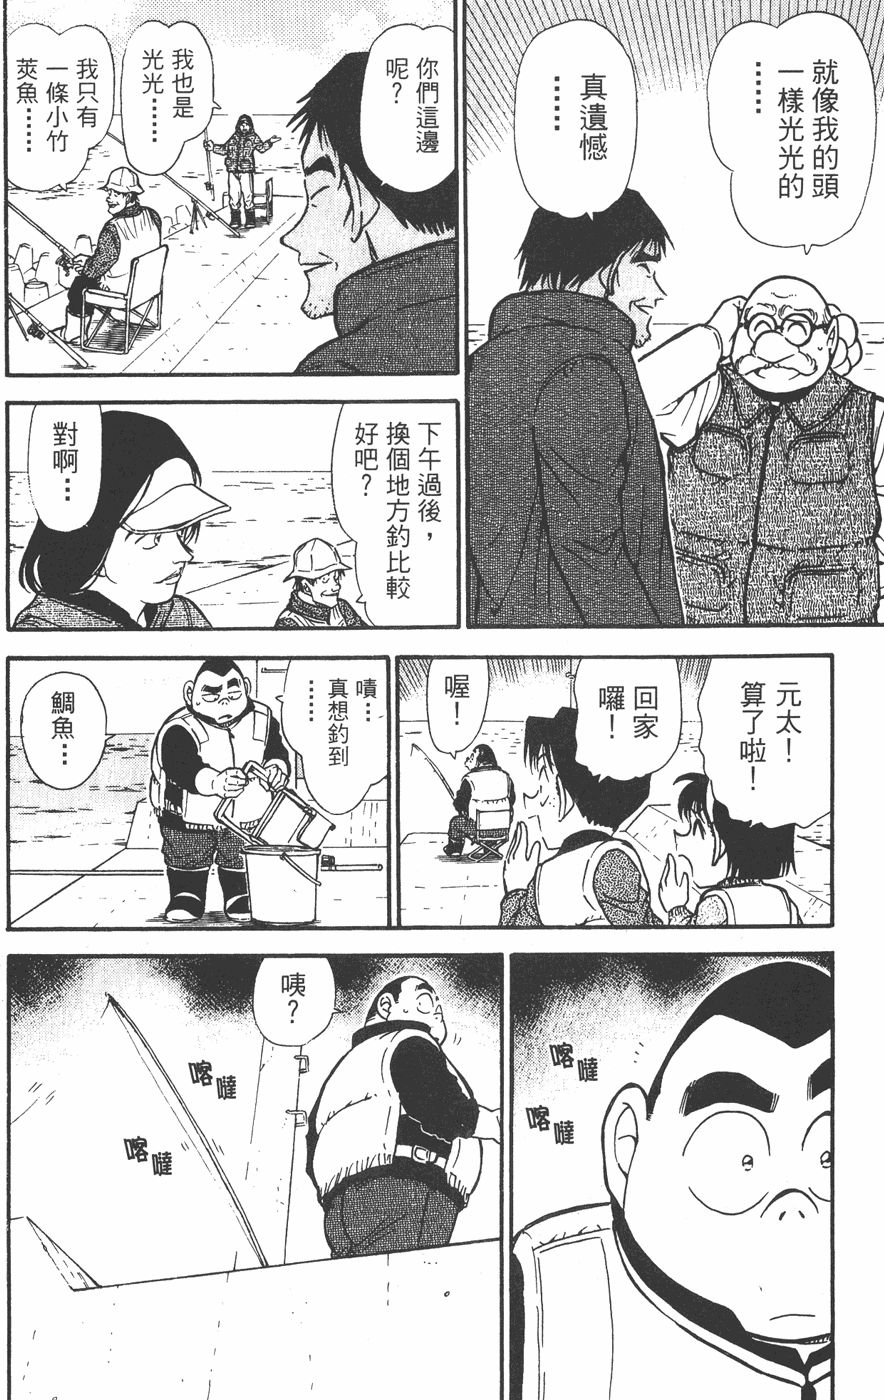 就像我的頭
一樣光光的
……
真遺憾
……
你們這邊
呢？
我也是
光光……
我只有
一條小竹
莢魚……
下午過後，
換個地方釣比較
好吧？
對啊…
元太！
算了啦！
回家
囉！
喔！
嘖…
真想釣到
……
鯛魚…
喀噠
喀噠
咦？
喀噠
喀噠